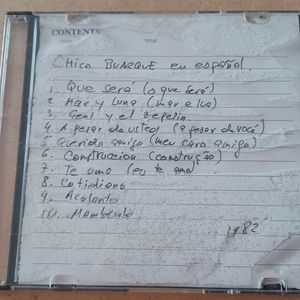 CONTENTS
DATE TITLE
CHico BUARQUE en español.
1. Que será (o que será)
2. Mar y Luna (mar e lua)
3. Geni y el zepelin
4. A pesar de usted (a pesar de você)
5. Querido amigo (meu caro amigo)
6. Construccion (construção)
7. Te amo (eu te amo)
8. Cotidiano
9. Acalanto
10. Mambembe
1982